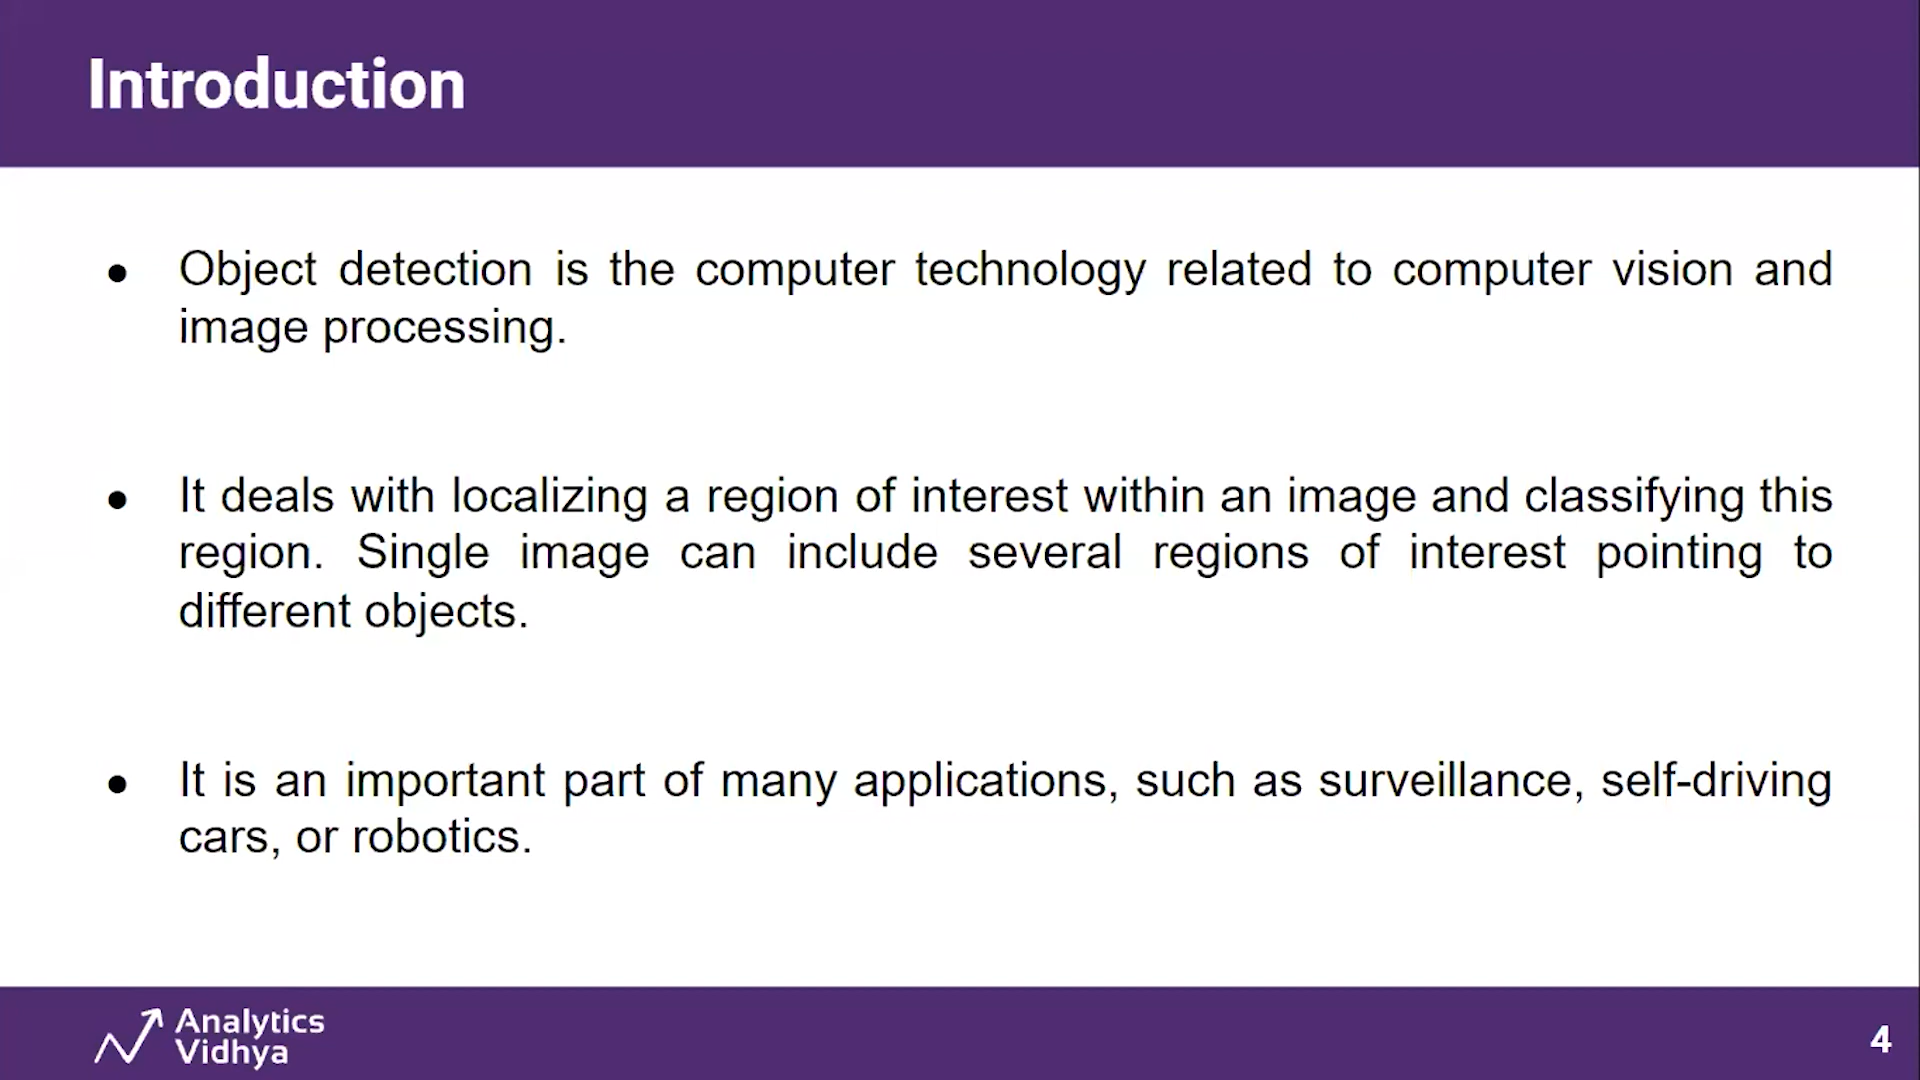 Introduction
● Object detection is the computer technology related to computer vision and
image processing.
● It deals with localizing a region of interest within an image and classifying this
region. Single image can include several regions of interest pointing to
different objects.
● It is an important part of many applications, such as surveillance, self-driving
cars, or robotics.
Analytics
Vidhya
4